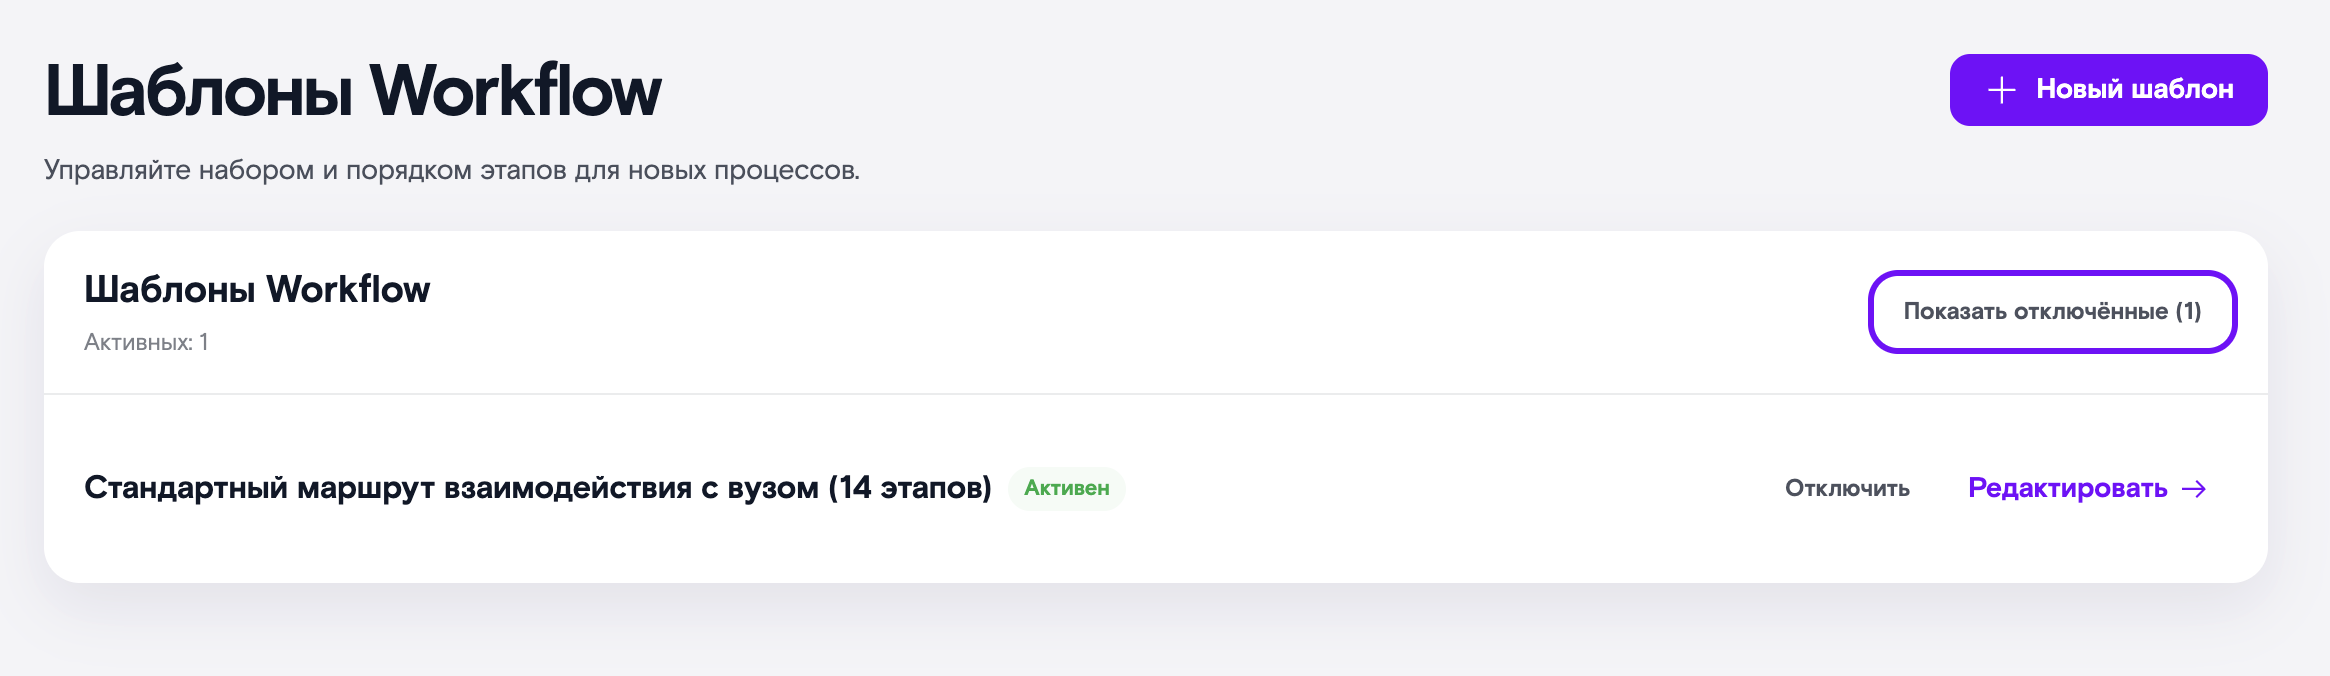 Шаблоны Workflow
Новый шаблон
Управляйте набором и порядком этапов для новых процессов.
Шаблоны Workflow
Активных: 1
Показать отключённые (1)
Стандартный маршрут взаимодействия с вузом (14 этапов) Активен
Отключить
Редактировать →